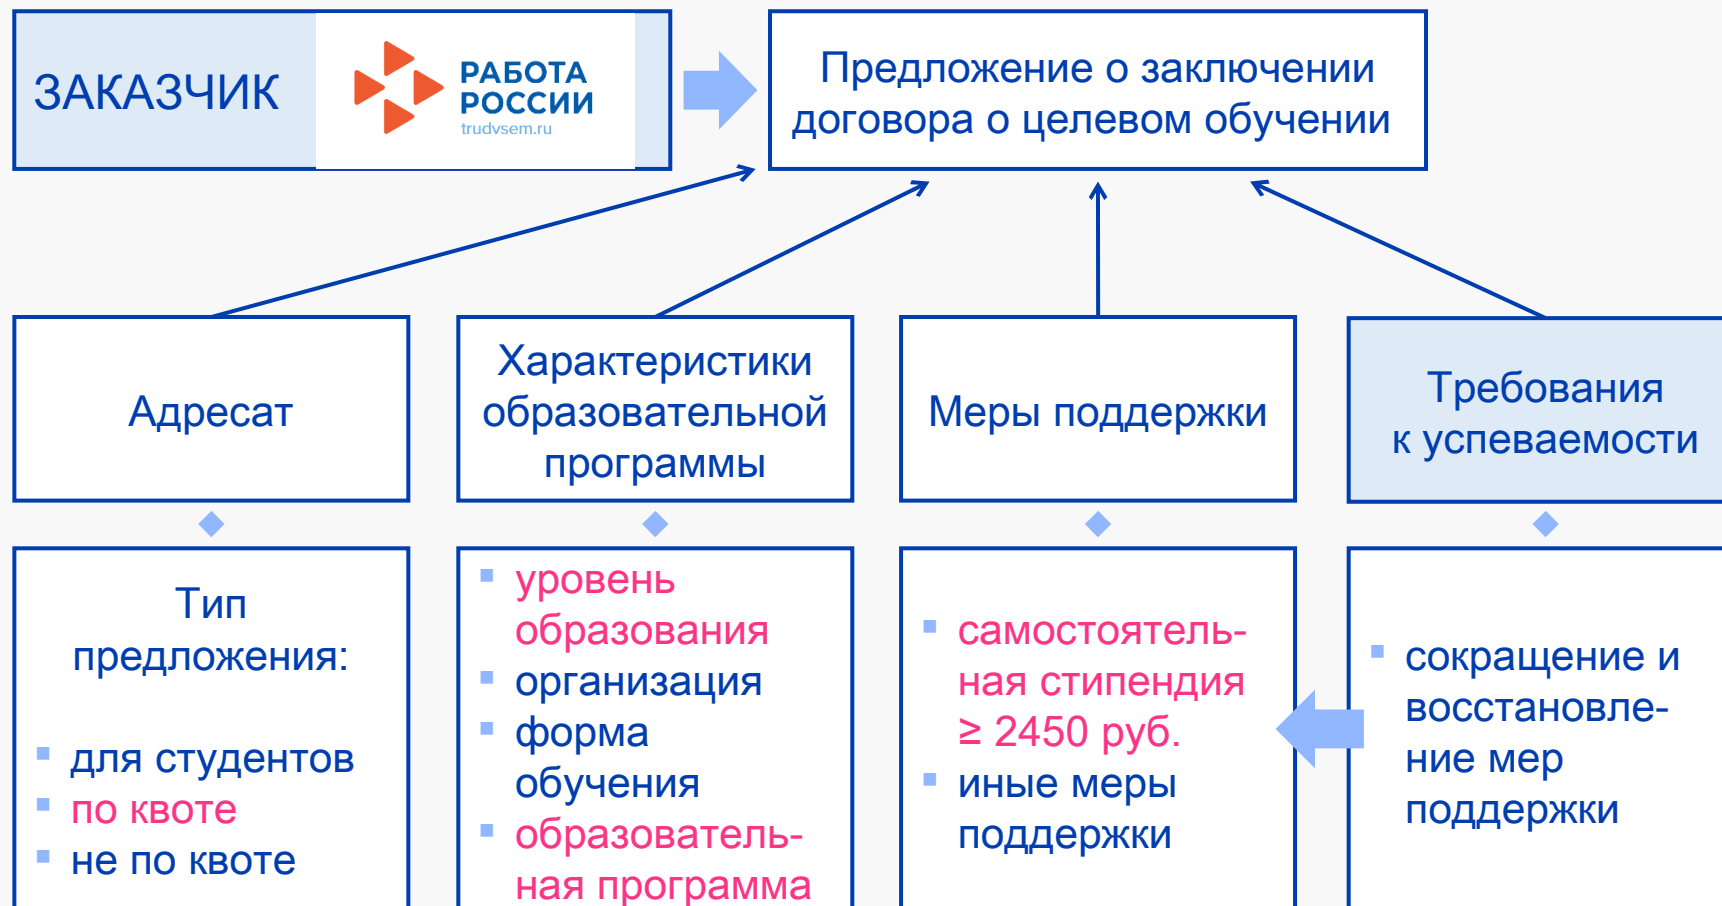 ЗАКАЗЧИК
РАБОТА
РОССИИ
trudvsem.ru
Предложение о заключении
договора о целевом обучении
Адресат
Характеристики
образовательной
программы
Меры поддержки
Требования
к успеваемости
Тип
предложения:
для студентов
по квоте
не по квоте
уровень
образования
организация
форма
обучения
образователь-
ная программа
самостоятель-
ная стипендия
≥ 2450 руб.
иные меры
поддержки
сокращение и
восстановле-
ние мер
поддержки